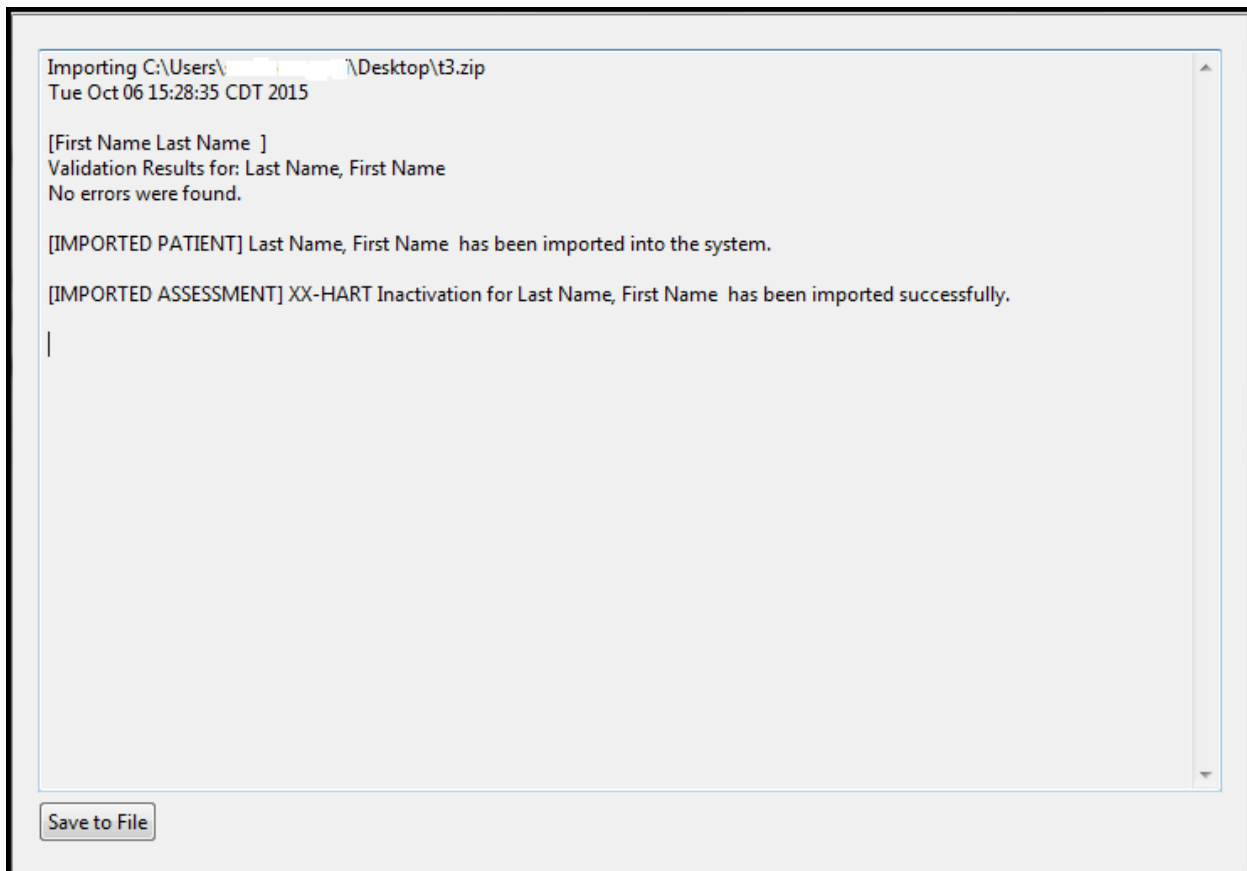 Importing C:\Users\ \Desktop\t3.zip
Tue Oct 06 15:28:35 CDT 2015
[First Name Last Name  ]
Validation Results for: Last Name, First Name
No errors were found.
[IMPORTED PATIENT] Last Name, First Name  has been imported into the system.
[IMPORTED ASSESSMENT] XX-HART Inactivation for Last Name, First Name  has been imported successfully.
Save to File